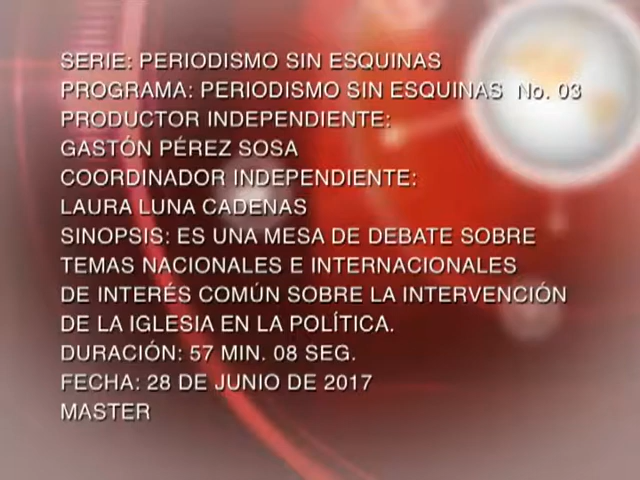 SERIE: PERIODISMO SIN ESQUINAS
PROGRAMA: PERIODISMO SIN ESQUINAS No. 03
PRODUCTOR INDEPENDIENTE:
GASTÓN PÉREZ SOSA
COORDINADOR INDEPENDIENTE:
LAURA LUNA CADENAS
SINOPSIS: ES UNA MESA DE DEBATE SOBRE
TEMAS NACIONALES E INTERNACIONALES
DE INTERÉS COMÚN SOBRE LA INTERVENCIÓN
DE LA IGLESIA EN LA POLÍTICA.
DURACIÓN: 57 MIN. 08 SEG.
FECHA: 28 DE JUNIO DE 2017
MASTER